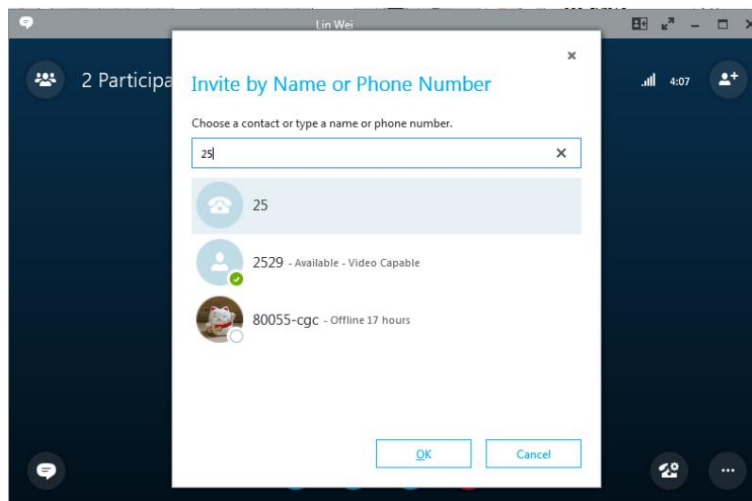 Lin Wei
2 Participa
4:07
Invite by Name or Phone Number
Choose a contact or type a name or phone number.
25
25
2529 - Available - Video Capable
80055-cgc - Offline 17 hours
OK
Cancel